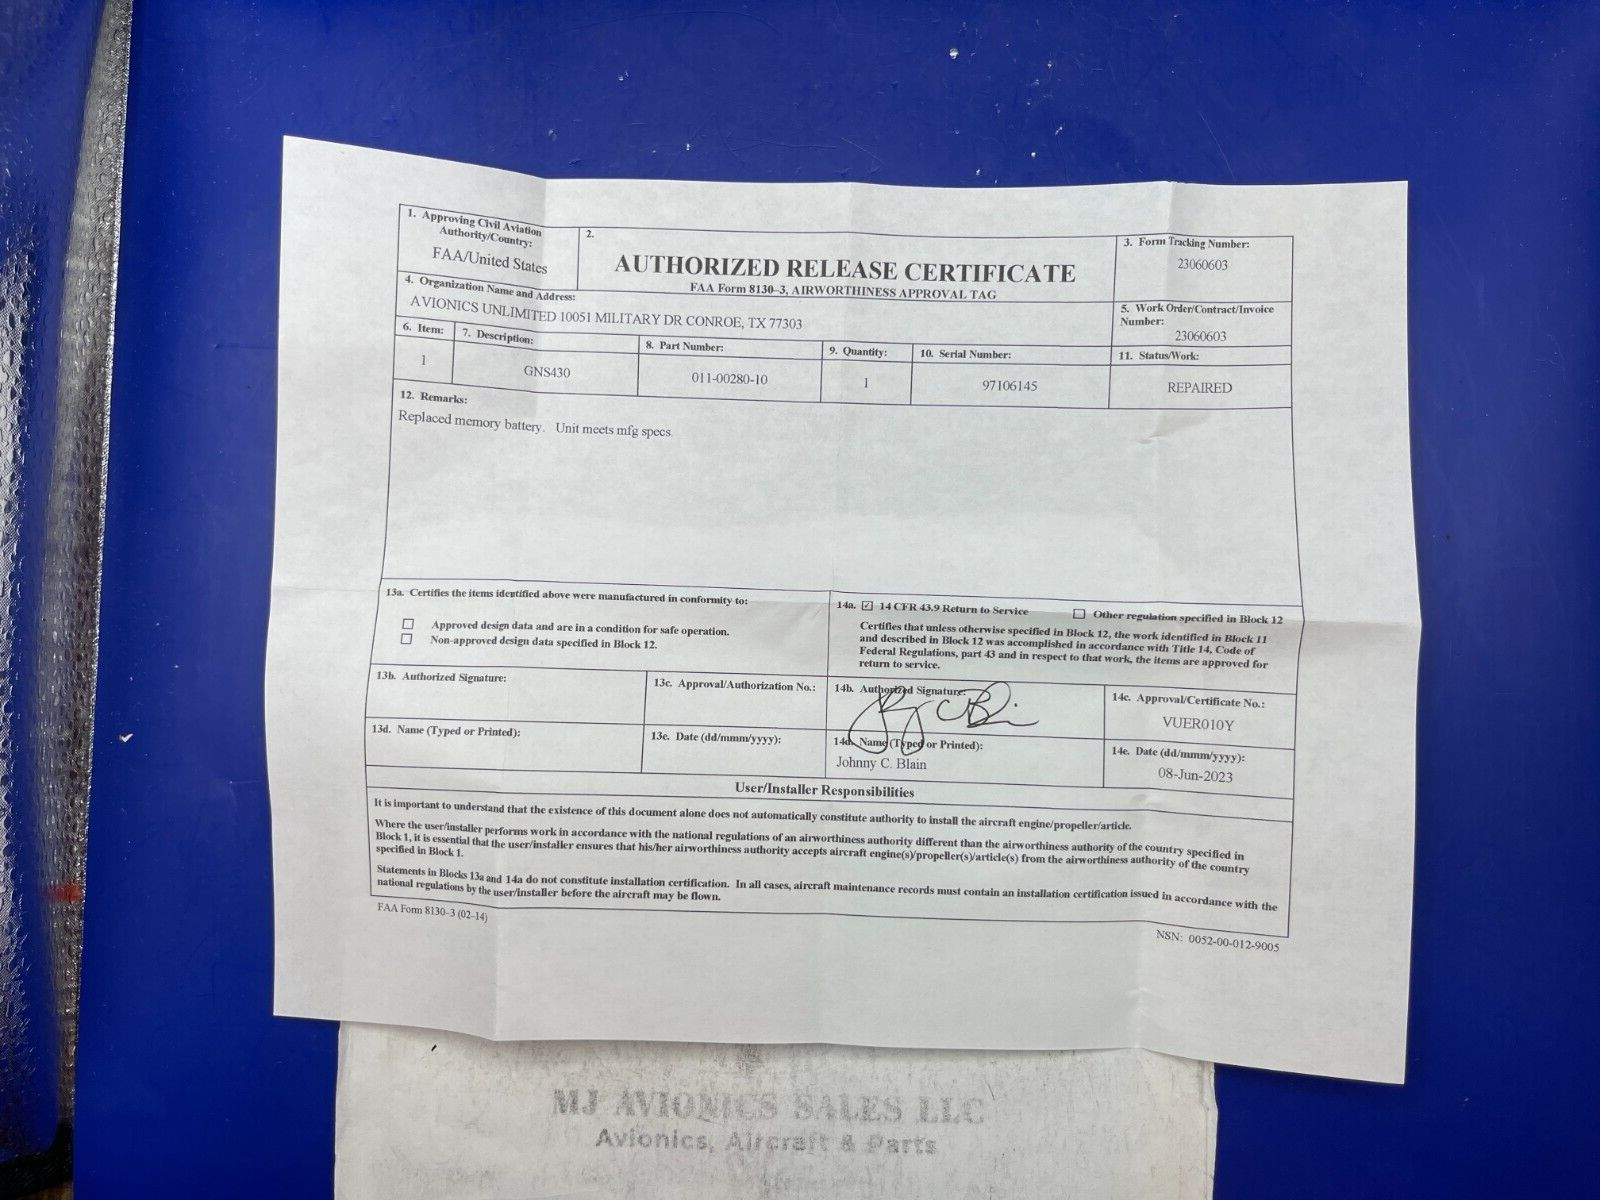 1. Approving Civil Aviation
Authority/Country:
FAA/United States
2.
AUTHORIZED RELEASE CERTIFICATE
FAA Form 8130–3, AIRWORTHINESS APPROVAL TAG
3. Form Tracking Number:
23060603
4. Organization Name and Address:
AVIONICS UNLIMITED 10051 MILITARY DR CONROE, TX 77303
5. Work Order/Contract/Invoice
Number:
23060603
6. Item:
7. Description:
8. Part Number:
9. Quantity:
10. Serial Number:
11. Status/Work:
1
GNS430
011-00280-10
1
97106145
REPAIRED
12. Remarks:
Replaced memory battery. Unit meets mfg specs.
13a. Certifies the items identified above were manufactured in conformity to:
Approved design data and are in a condition for safe operation.
Non-approved design data specified in Block 12.
14a. 14 CFR 43.9 Return to Service
Other regulation specified in Block 12
Certifies that unless otherwise specified in Block 12, the work identified in Block 11
and described in Block 12 was accomplished in accordance with Title 14, Code of
Federal Regulations, part 43 and in respect to that work, the items are approved for
return to service.
13b. Authorized Signature:
13c. Approval/Authorization No.:
14b. Authorized Signature:
14c. Approval/Certificate No.:
VUER010Y
13d. Name (Typed or Printed):
13e. Date (dd/mmm/yyyy):
14d. Name (Typed or Printed):
Johnny C. Blain
14e. Date (dd/mmm/yyyy):
08-Jun-2023
User/Installer Responsibilities
It is important to understand that the existence of this document alone does not automatically constitute authority to install the aircraft engine/propeller/article.
Where the user/installer performs work in accordance with the national regulations of an airworthiness authority different than the airworthiness authority of the country specified in
Block 1, it is essential that the user/installer ensures that his/her airworthiness authority accepts aircraft engine(s)/propeller(s)/article(s) from the airworthiness authority of the country
specified in Block 1.
Statements in Blocks 13a and 14a do not constitute installation certification. In all cases, aircraft maintenance records must contain an installation certification issued in accordance with the
national regulations by the user/installer before the aircraft may be flown.
FAA Form 8130–3 (02-14)
NSN: 0052-00-012-9005
MJ AVIONICS SALES LLC
Avionics, Aircraft & Parts